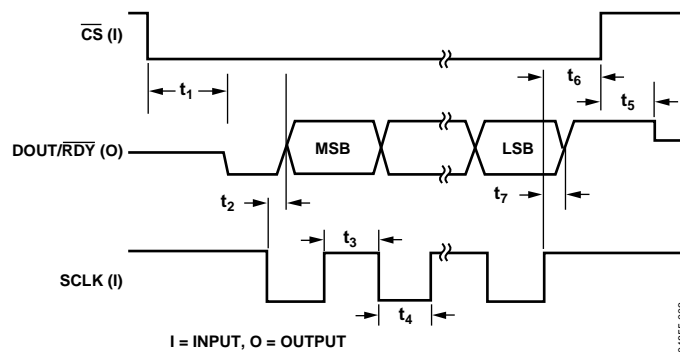 CS (I)
t1
t6
t5
DOUT/RDY (O)
MSB
LSB
t2
t7
t3
SCLK (I)
t4
I = INPUT, O = OUTPUT